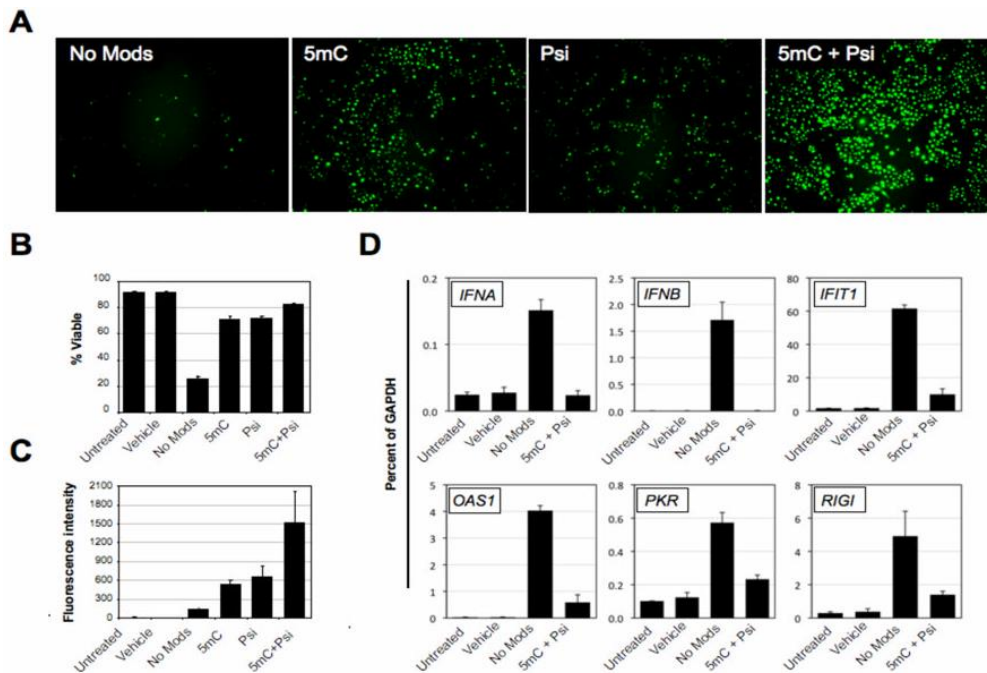 A
No Mods
5mC
Psi
5mC + Psi
B
% Viable
100
80
60
40
20
0
Untreated
Vehicle
No Mods
5mC
Psi
5mC+Psi
C
Fluorescence intensity
2100
1800
1500
1200
900
600
300
0
Untreated
Vehicle
No Mods
5mC
Psi
5mC+Psi
D
Percent of GAPDH
IFNA
0.2
0.1
0.0
Untreated
Vehicle
No Mods
5mC + Psi
IFNB
2.5
2.0
1.5
1.0
0.5
0.0
Untreated
Vehicle
No Mods
5mC + Psi
IFIT1
80
60
40
20
0
Untreated
Vehicle
No Mods
5mC + Psi
OAS1
5
4
3
2
1
0
Untreated
Vehicle
No Mods
5mC + Psi
PKR
0.8
0.6
0.4
0.2
0.0
Untreated
Vehicle
No Mods
5mC + Psi
RIGI
8
6
4
2
0
Untreated
Vehicle
No Mods
5mC + Psi